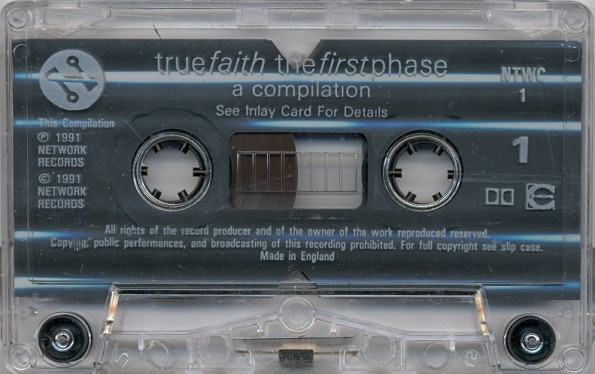 truefaith thefirstphase
a compilation
See Inlay Card For Details
NTWC
1
This Compilation
℗ 1991
NETWORK
RECORDS
© 1991
NETWORK
RECORDS
1
All rights of the record producer and of the owner of the work reproduced reserved.
Copying, public performances, and broadcasting of this recording prohibited. For full copyright see slip case.
Made in England